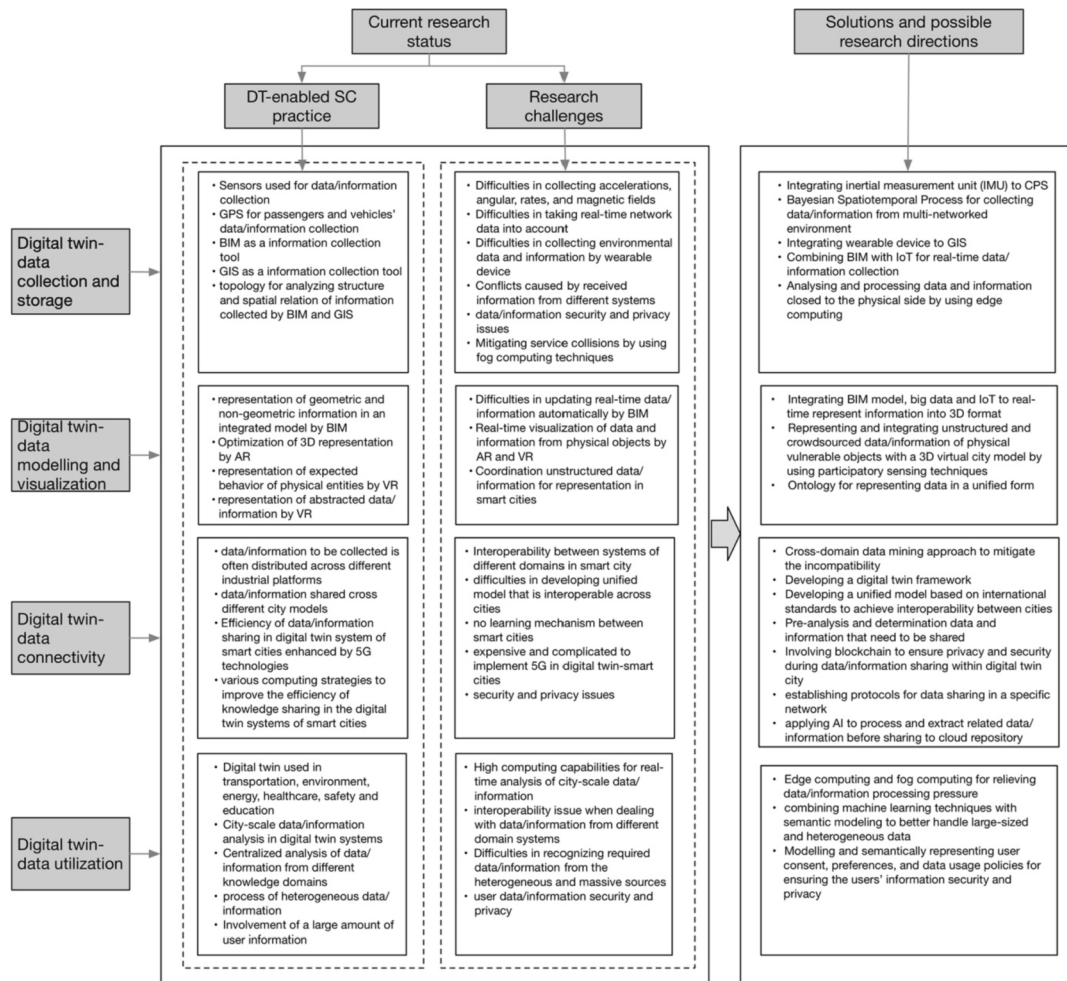 Current research
status
Solutions and possible
research directions
DT-enabled SC
practice
Research
challenges
Digital twin-
data
collection and
storage
• Sensors used for data/information
collection
• GPS for passengers and vehicles'
data/information collection
• BIM as a information collection
tool
• GIS as a information collection tool
• topology for analyzing structure
and spatial relation of information
collected by BIM and GIS
• Difficulties in collecting accelerations,
angular, rates, and magnetic fields
• Difficulties in taking real-time network
data into account
• Difficulties in collecting environmental
data and information by wearable
device
• Conflicts caused by received
information from different systems
• data/information security and privacy
issues
• Mitigating service collisions by using
fog computing techniques
• Integrating inertial measurement unit (IMU) to CPS
• Bayesian Spatiotemporal Process for collecting
data/information from multi-networked
environment
• Integrating wearable device to GIS
• Combining BIM with IoT for real-time data/
information collection
• Analysing and processing data and information
closed to the physical side by using edge
computing
Digital twin-
data
modelling and
visualization
• representation of geometric and
non-geometric information in an
integrated model by BIM
• Optimization of 3D representation
by AR
• representation of expected
behavior of physical entities by VR
• representation of abstracted data/
information by VR
• Difficulties in updating real-time data/
information automatically by BIM
• Real-time visualization of data and
information from physical objects by
AR and VR
• Coordination unstructured data/
information for representation in
smart cities
• Integrating BIM model, big data and IoT to real-
time represent information into 3D format
• Representing and integrating unstructured and
crowdsourced data/information of physical
vulnerable objects with a 3D virtual city model by
using participatory sensing techniques
• Ontology for representing data in a unified form
Digital twin-
data
connectivity
• data/information to be collected is
often distributed across different
industrial platforms
• data/information shared cross
different city models
• Efficiency of data/information
sharing in digital twin system of
smart cities enhanced by 5G
technologies
• various computing strategies to
improve the efficiency of
knowledge sharing in the digital
twin systems of smart cities
• Interoperability between systems of
different domains in smart city
• difficulties in developing unified
model that is interoperable across
cities
• no learning mechanism between
smart cities
• expensive and complicated to
implement 5G in digital twin-smart
cities
• security and privacy issues
• Cross-domain data mining approach to mitigate
the incompatibility
• Developing a digital twin framework
• Developing a unified model based on international
standards to achieve interoperability between cities
• Pre-analysis and determination data and
information that need to be shared
• Involving blockchain to ensure privacy and security
during data/information sharing within digital twin
city
• establishing protocols for data sharing in a specific
network
• applying AI to process and extract related data/
information before sharing to cloud repository
Digital twin-
data utilization
• Digital twin used in
transportation, environment,
energy, healthcare, safety and
education
• City-scale data/information
analysis in digital twin systems
• Centralized analysis of data/
information from different
knowledge domains
• process of heterogeneous data/
information
• Involvement of a large amount of
user information
• High computing capabilities for real-
time analysis of city-scale data/
information
• interoperability issue when dealing
with data/information from different
domain systems
• Difficulties in recognizing required
data/information from the
heterogeneous and massive sources
• user data/information security and
privacy
• Edge computing and fog computing for relieving
data/information processing pressure
• combining machine learning techniques with
semantic modeling to better handle large-sized
and heterogeneous data
• Modelling and semantically representing user
consent, preferences, and data usage policies for
ensuring the users' information security and
privacy